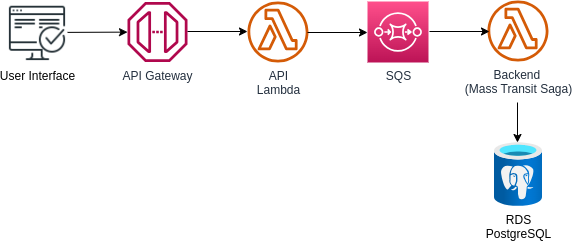 User Interface
API Gateway
API
Lambda
SQS
Backend
(Mass Transit Saga)
RDS
PostgreSQL